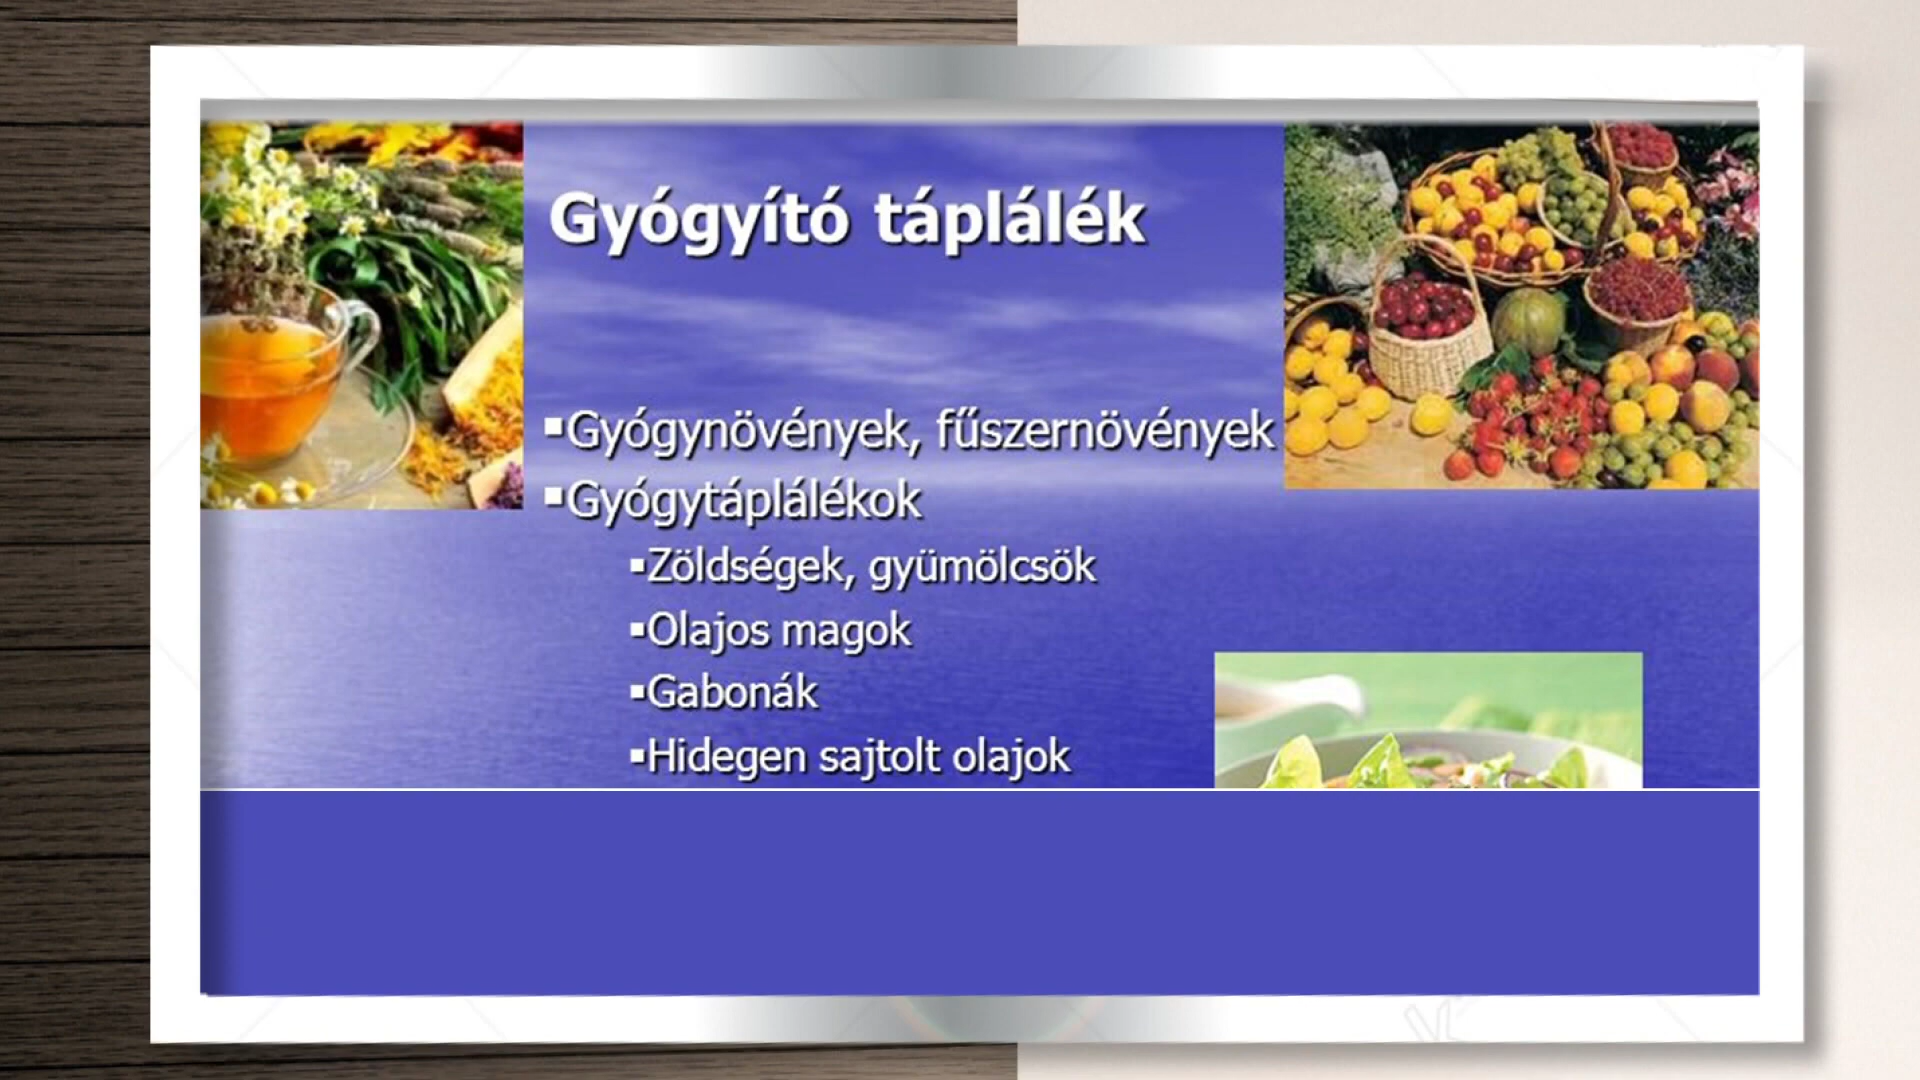 Gyógyító táplálék
▪Gyógynövények, fűszernövények
▪Gyógytáplálékok
▪Zöldségek, gyümölcsök
▪Olajos magok
▪Gabonák
▪Hidegen sajtolt olajok